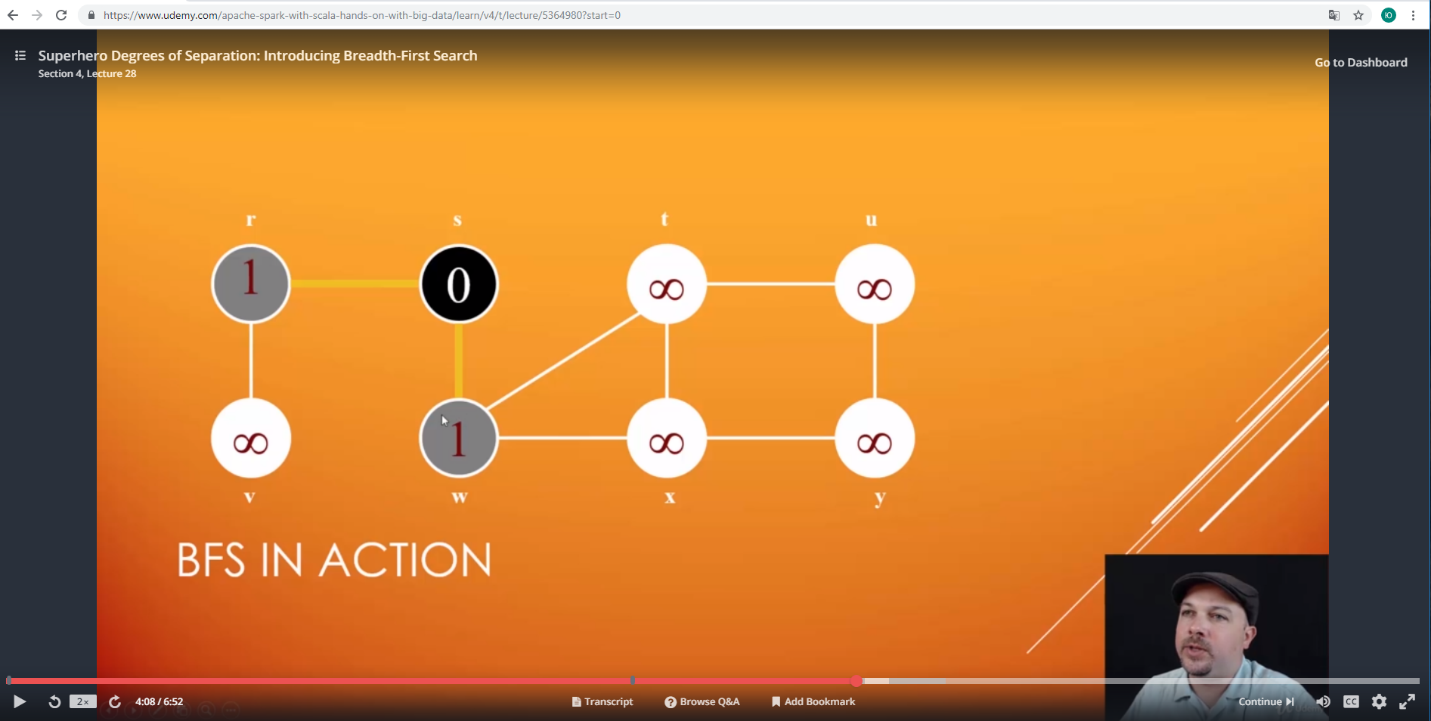 https://www.udemy.com/apache-spark-with-scala-hands-on-with-big-data/learn/v4/t/lecture/5364980?start=0
IO
Superhero Degrees of Separation: Introducing Breadth-First Search
Section 4, Lecture 28
Go to Dashboard
r s t u
1 0 ∞ ∞
∞ 1 ∞ ∞
v w x y
BFS IN ACTION
2x 4:08 / 6:52 Transcript Browse Q&A Add Bookmark Continue CC